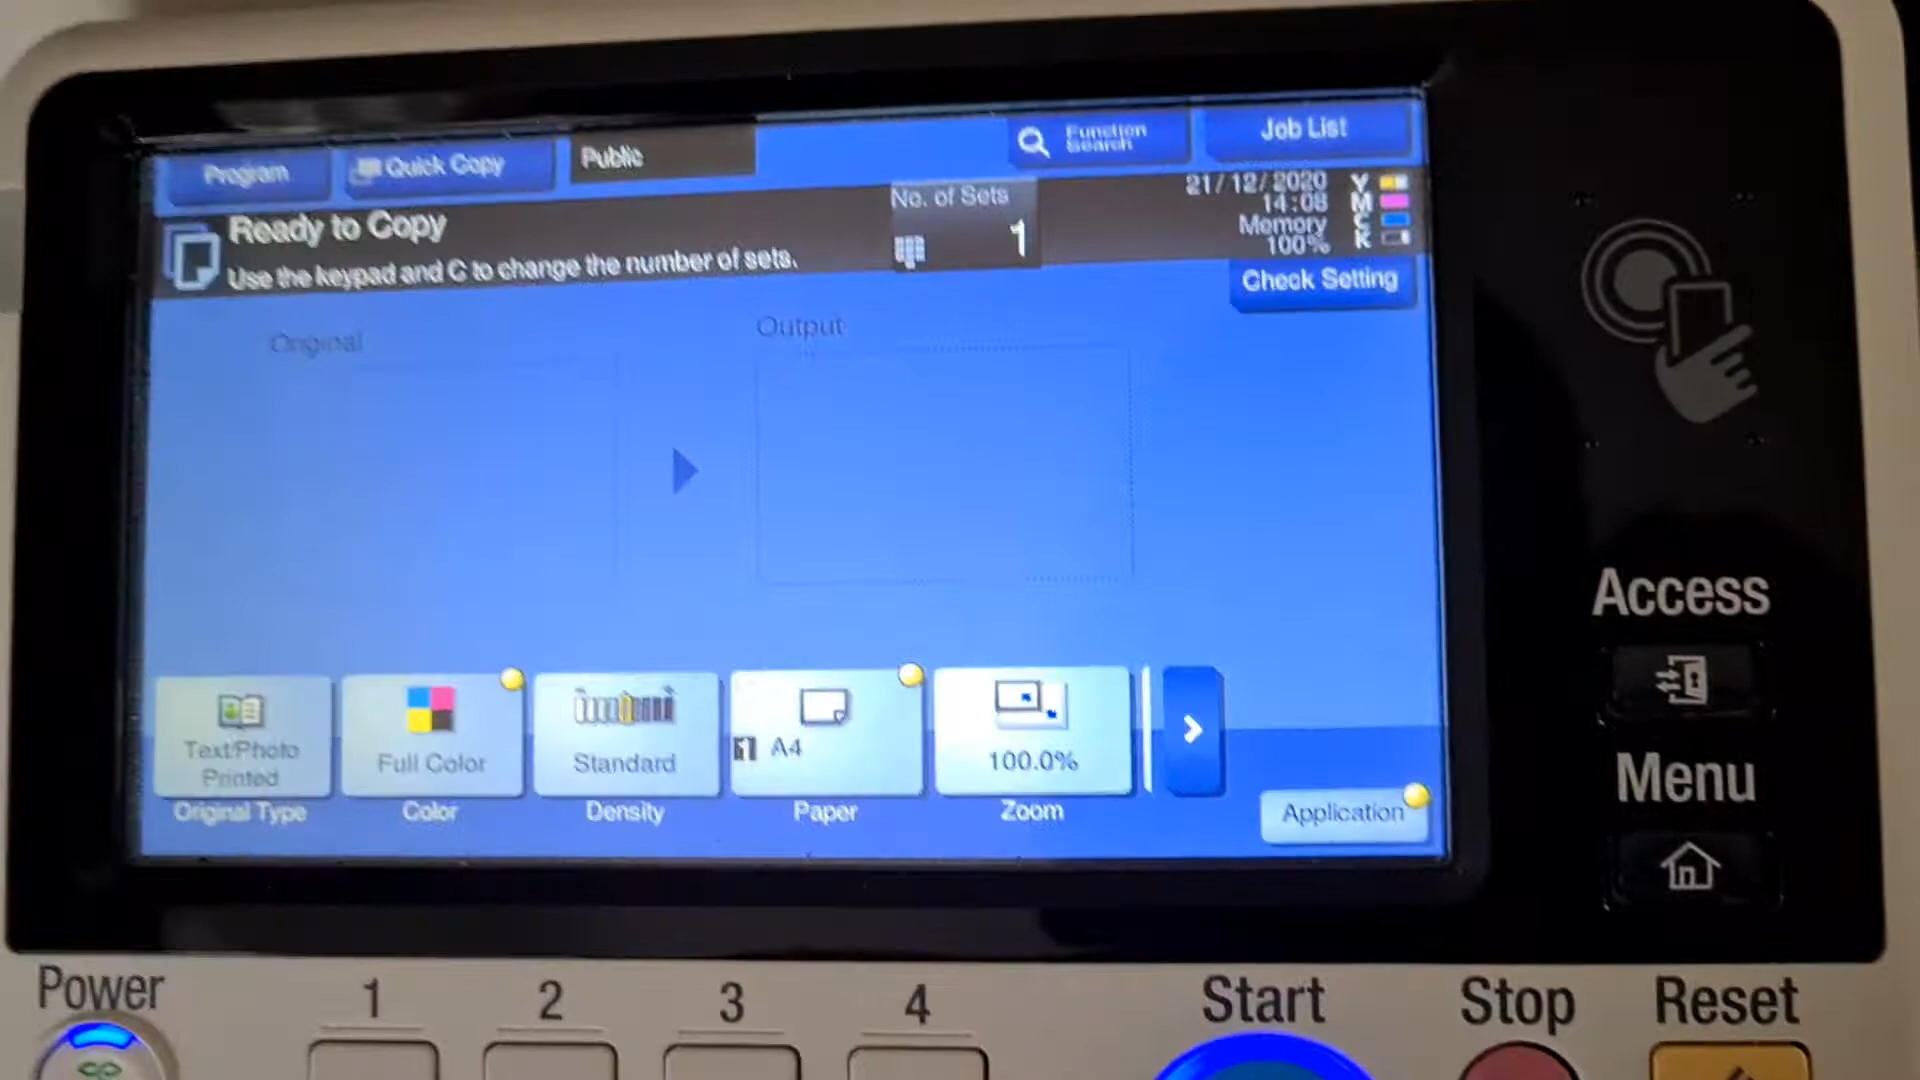 Program
Quick Copy
Public
Function Search
Job List
Ready to Copy
Use the keypad and C to change the number of sets.
No. of Sets
1
21/12/2020
14:08
Memory
100%
Y
M
C
K
Check Setting
Original
Output
Text/Photo
Printed
Full Color
Standard
1 A4
100.0%
Original Type
Color
Density
Paper
Zoom
Application
Access
Menu
Power
1
2
3
4
Start
Stop
Reset